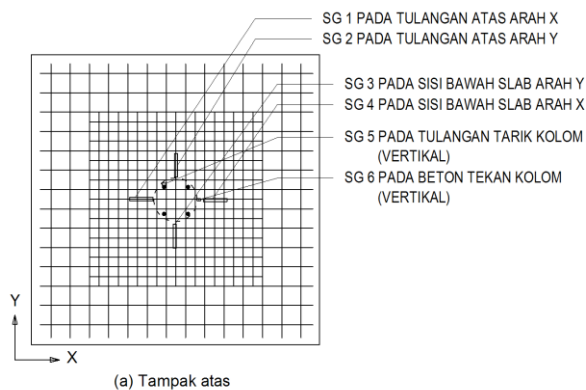 SG 1 PADA TULANGAN ATAS ARAH X
SG 2 PADA TULANGAN ATAS ARAH Y
SG 3 PADA SISI BAWAH SLAB ARAH Y
SG 4 PADA SISI BAWAH SLAB ARAH X
SG 5 PADA TULANGAN TARIK KOLOM
(VERTIKAL)
SG 6 PADA BETON TEKAN KOLOM
(VERTIKAL)
Y
X
(a) Tampak atas